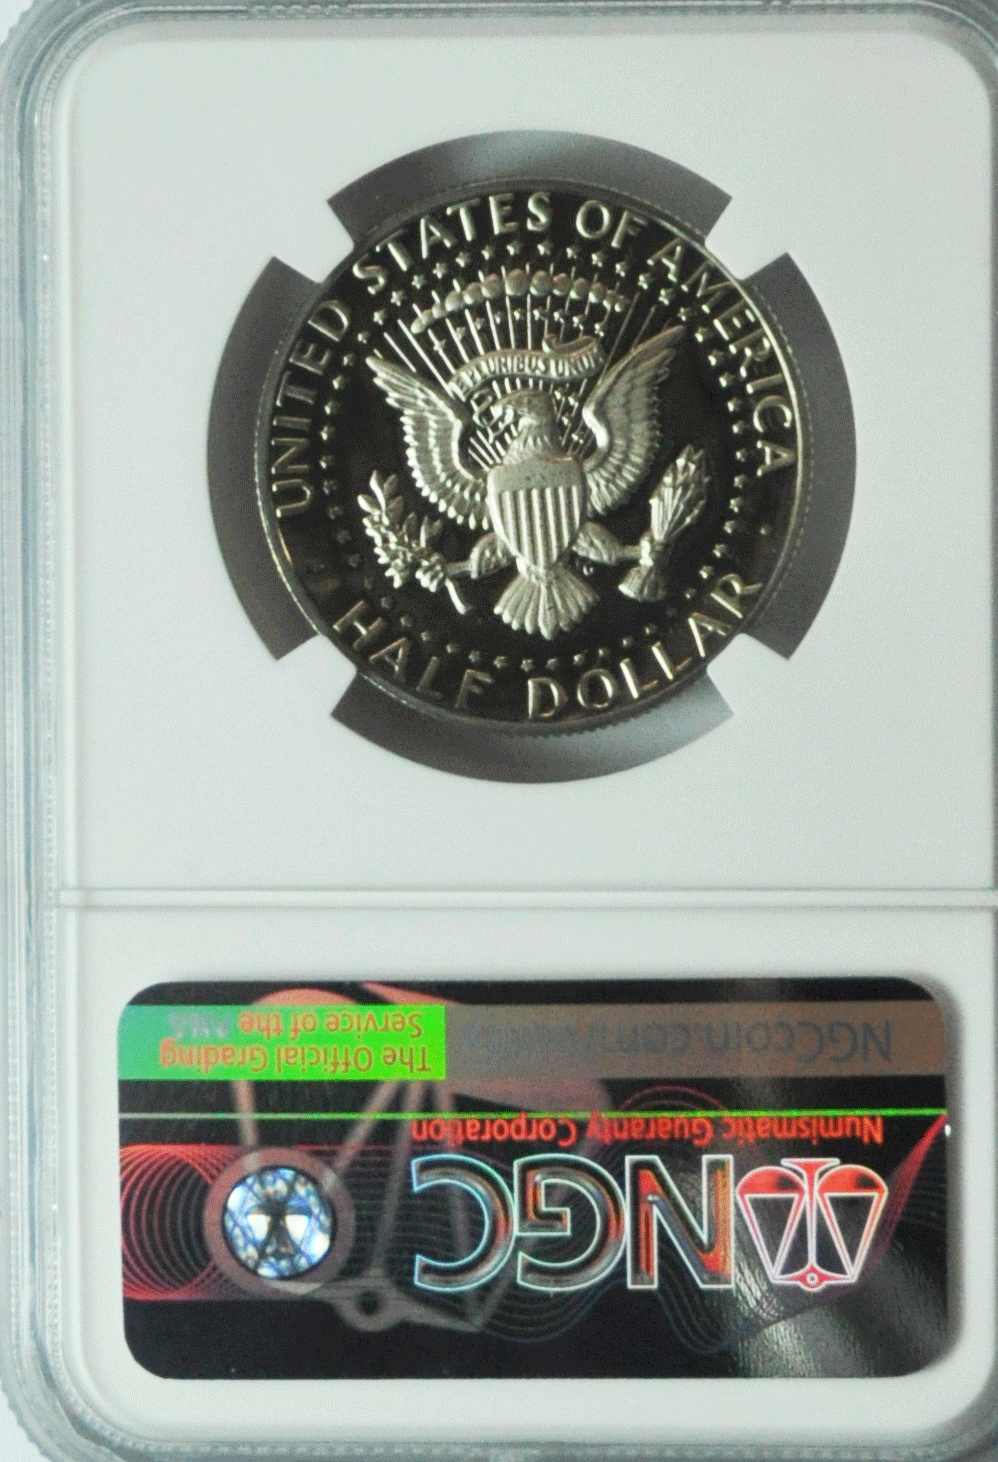 UNITED STATES OF AMERICA
E PLURIBUS UNUM
HALF DOLLAR
NGC
Numismatic Guaranty Corporation
NGCcoin.com
The Official Grading
Service of the